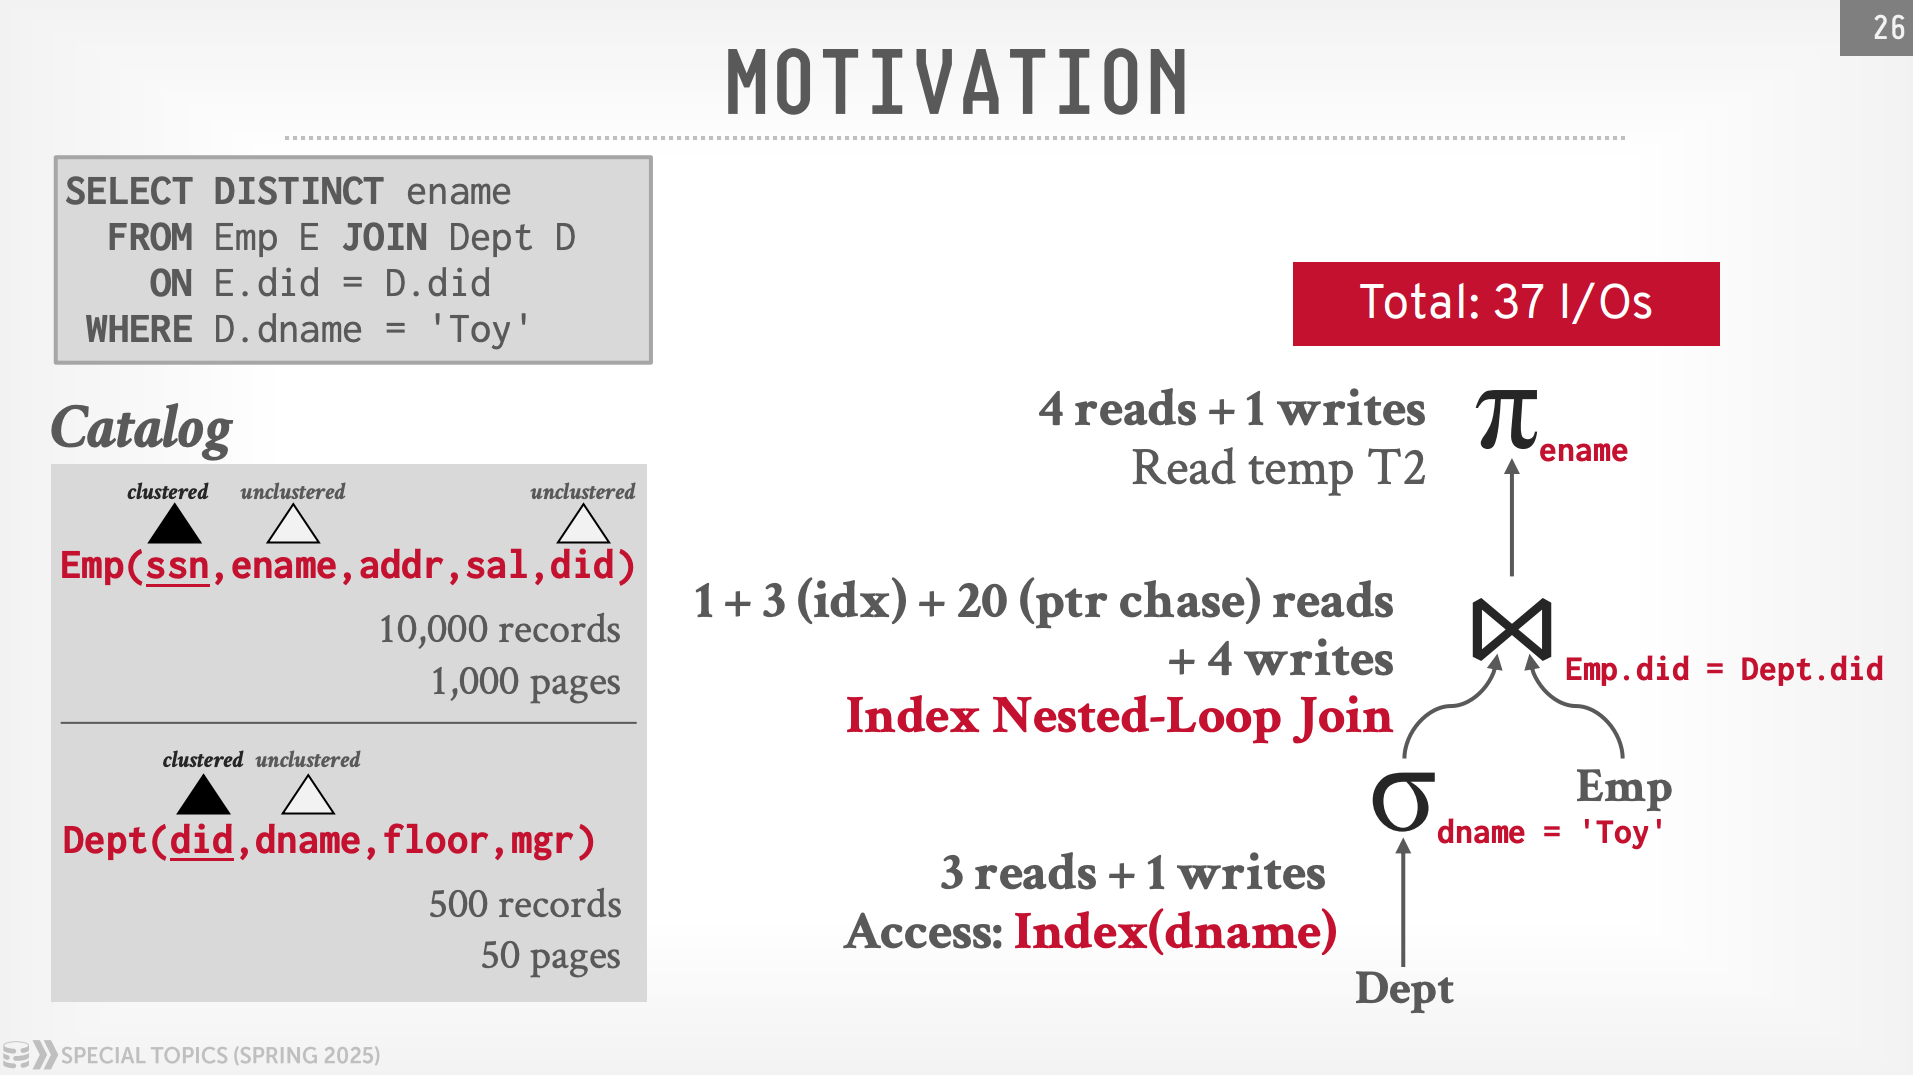 26
MOTIVATION
SELECT DISTINCT ename
FROM Emp E JOIN Dept D
ON E.did = D.did
WHERE D.dname = 'Toy'
Catalog
clustered unclustered unclustered
Emp(ssn,ename,addr,sal,did)
10,000 records
1,000 pages
clustered unclustered
Dept(did,dname,floor,mgr)
500 records
50 pages
Total: 37 I/Os
4 reads + 1 writes
Read temp T2
π ename
1 + 3 (idx) + 20 (ptr chase) reads
+ 4 writes
Index Nested-Loop Join
⋈ Emp.did = Dept.did
σ dname = 'Toy'
Emp
3 reads + 1 writes
Access: Index(dname)
Dept
SPECIAL TOPICS (SPRING 2025)